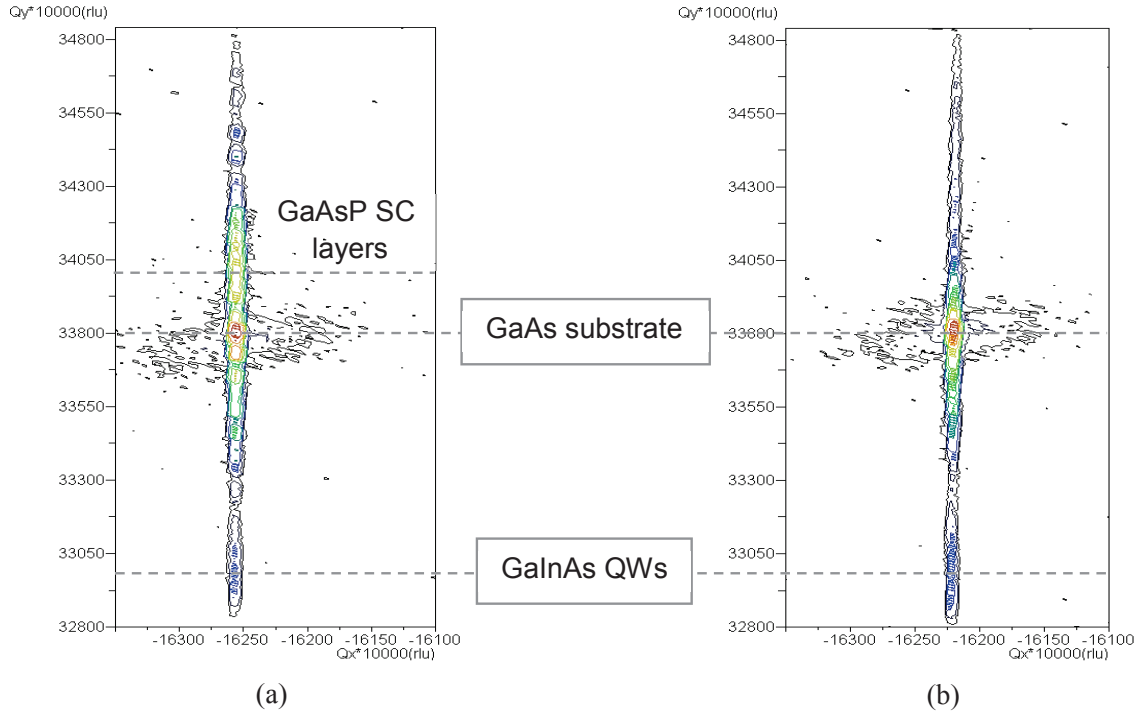 Qy*10000(rlu)
34800
34550
34300
34050
33800
33550
33300
33050
32800
-16300 -16250 -16200 -16150 -16100
Qx*10000(rlu)
GaAsP SC
layers
(a)
GaAs substrate
GaInAs QWs
Qy*10000(rlu)
34800
34550
34300
34050
33880
33550
33300
33050
32800
-16300 -16250 -16200 -16150 -16100
Qx*10000(rlu)
(b)